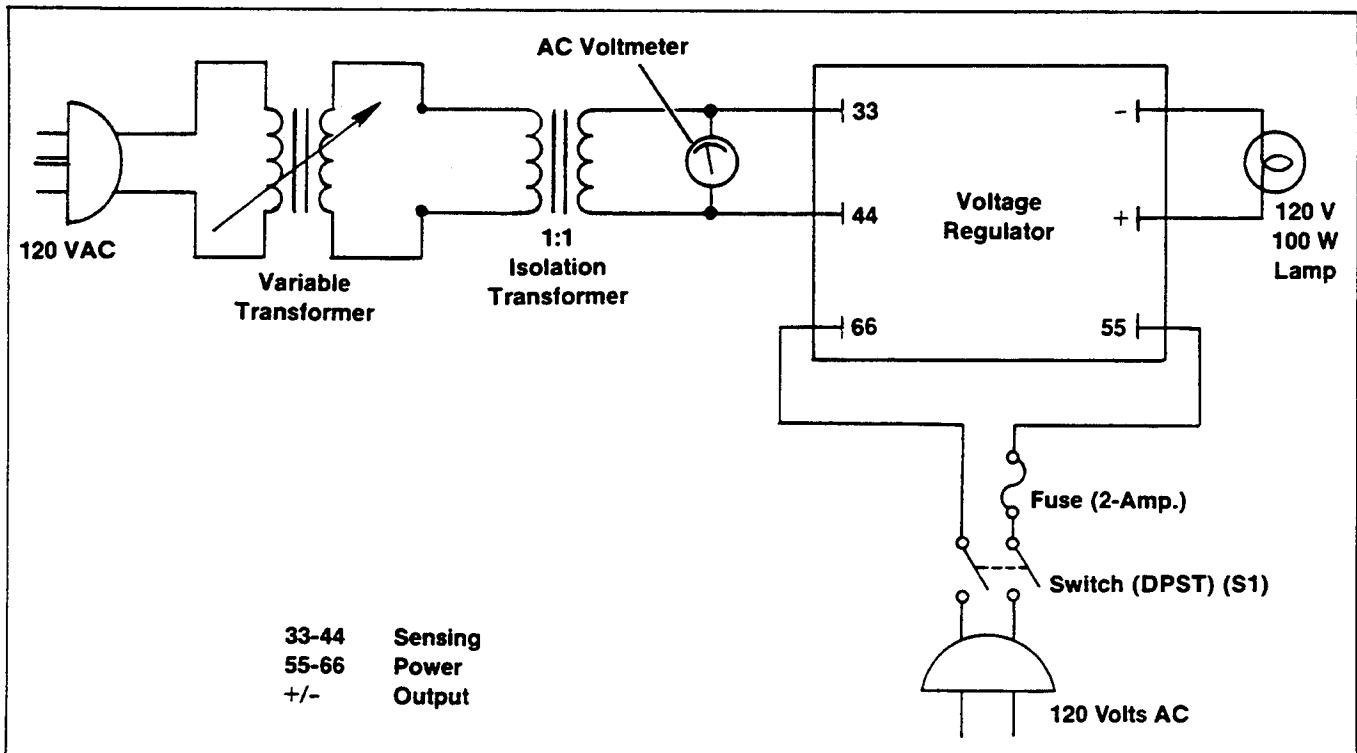 AC Voltmeter
120 VAC
Variable
Transformer
1:1
Isolation
Transformer
33
44
66
-
+
55
Voltage
Regulator
120 V
100 W
Lamp
Fuse (2-Amp.)
Switch (DPST) (S1)
120 Volts AC
33-44 Sensing
55-66 Power
+/- Output